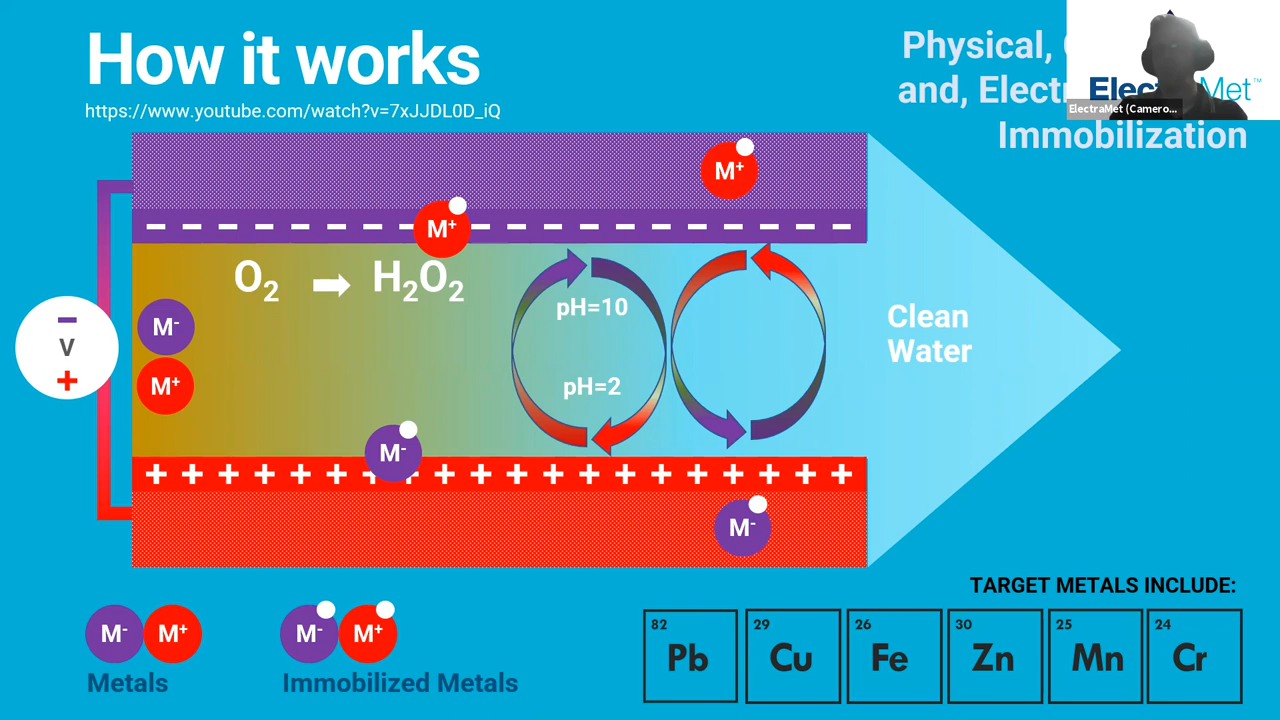 How it works
https://www.youtube.com/watch?v=7xJJDL0D_iQ
Physical,
and,
Immobilization
Met™
ElectraMet (Camero...
M⁺
M⁺
O₂ ➡ H₂O₂
pH=10
pH=2
M⁻
M⁺
−
V
+
Clean
Water
M⁻
M⁻
TARGET METALS INCLUDE:
82 29 26 30 25 24
Pb Cu Fe Zn Mn Cr
M⁻ M⁺ M⁻ M⁺
Metals Immobilized Metals